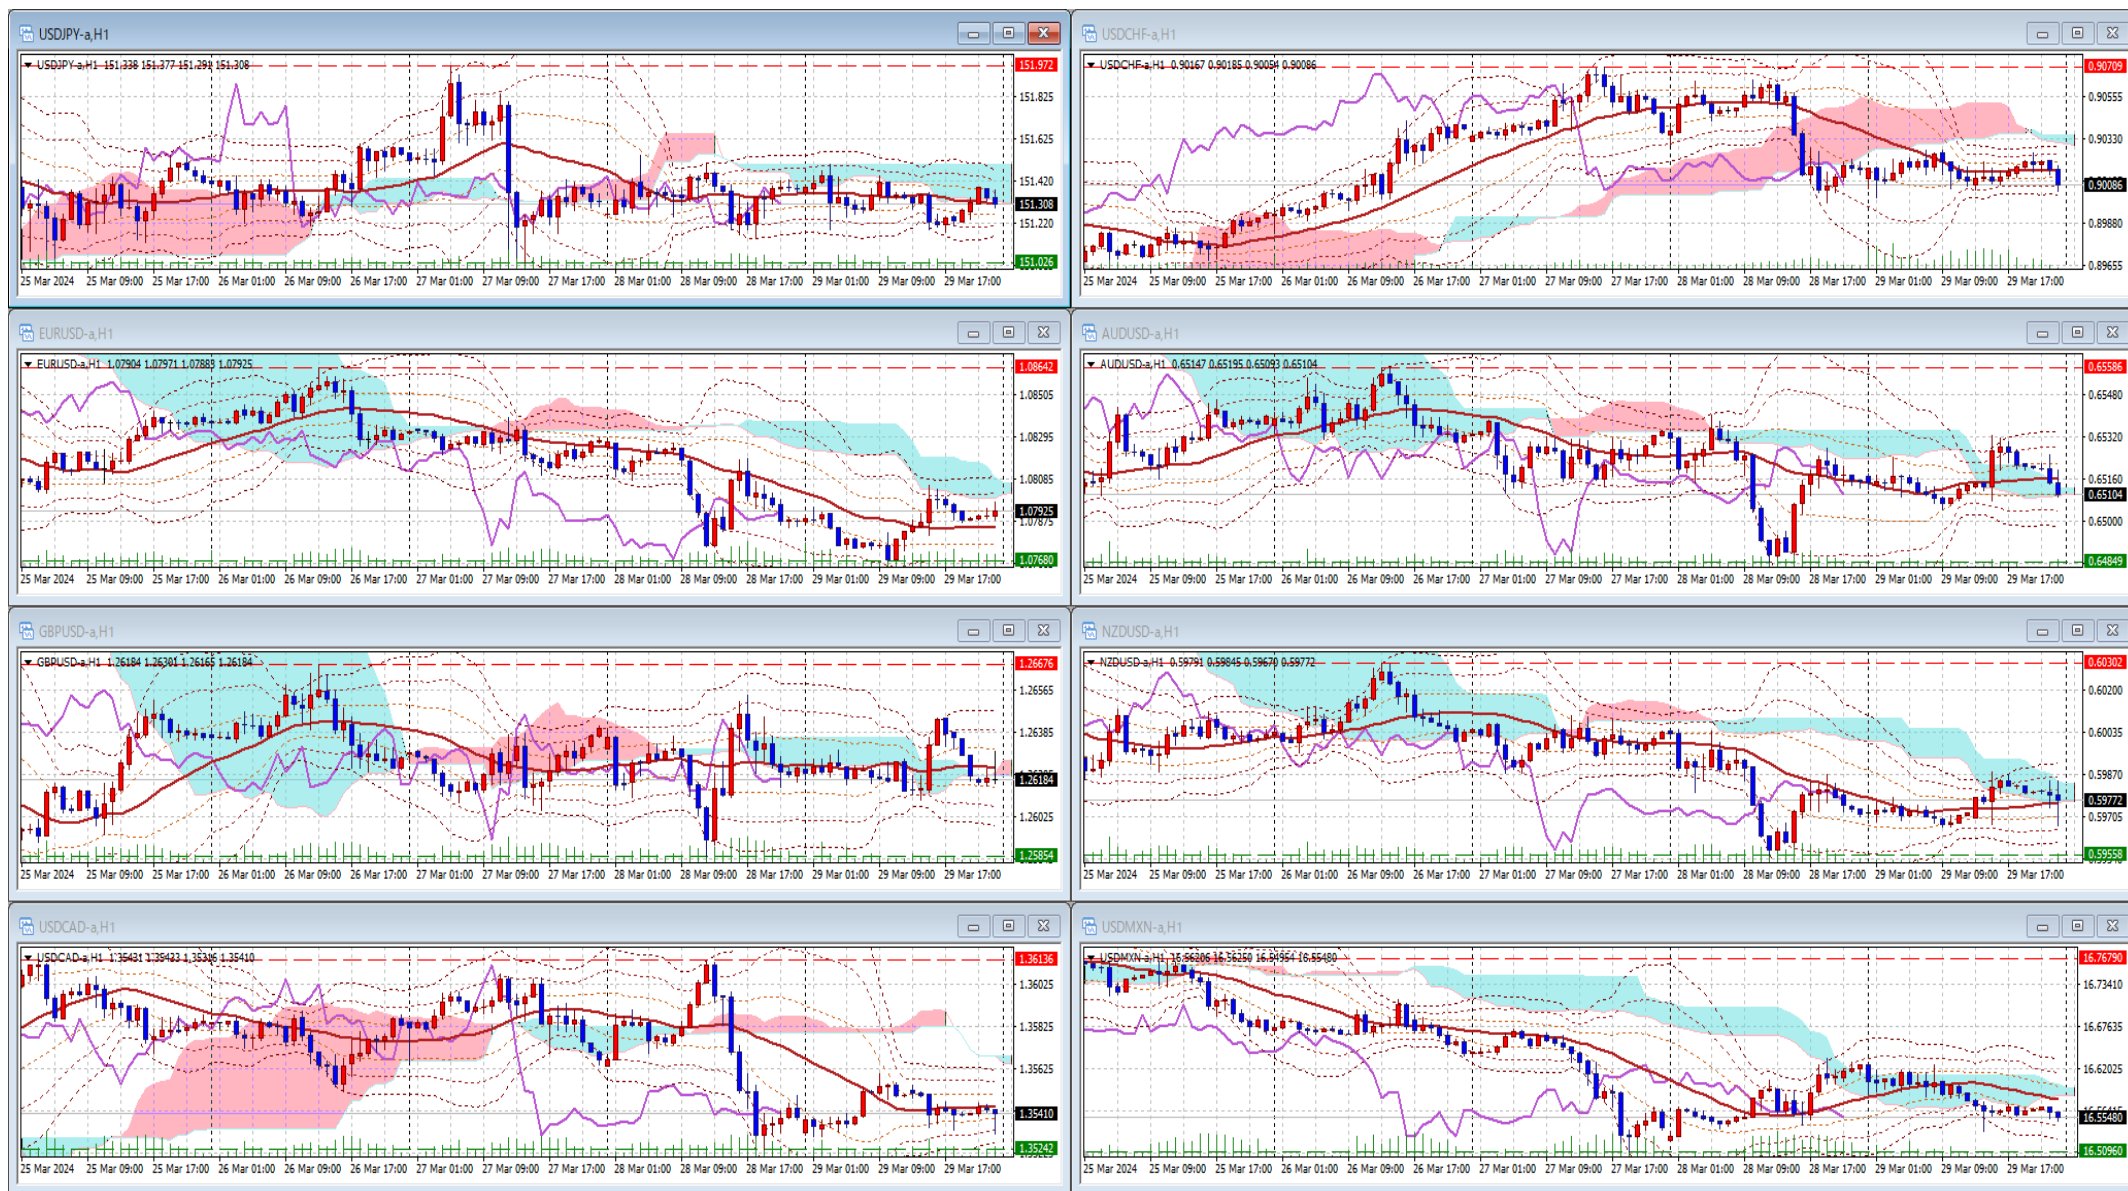 USDJPY-a,H1
USDJPY-a,H1 151.338 151.377 151.291 151.308
151.972
151.825
151.625
151.420
151.308
151.220
151.026
25 Mar 2024 25 Mar 09:00 25 Mar 17:00 26 Mar 01:00 26 Mar 09:00 26 Mar 17:00 27 Mar 01:00 27 Mar 09:00 27 Mar 17:00 28 Mar 01:00 28 Mar 09:00 28 Mar 17:00 29 Mar 01:00 29 Mar 09:00 29 Mar 17:00
USDCHF-a,H1
USDCHF-a,H1 0.90167 0.90185 0.90054 0.90086
0.90709
0.90555
0.90330
0.90086
0.89880
0.89655
25 Mar 2024 25 Mar 09:00 25 Mar 17:00 26 Mar 01:00 26 Mar 09:00 26 Mar 17:00 27 Mar 01:00 27 Mar 09:00 27 Mar 17:00 28 Mar 01:00 28 Mar 09:00 28 Mar 17:00 29 Mar 01:00 29 Mar 09:00 29 Mar 17:00
EURUSD-a,H1
EURUSD-a,H1 1.07904 1.07971 1.07883 1.07925
1.08642
1.08505
1.08295
1.08085
1.07925
1.07875
1.07680
25 Mar 2024 25 Mar 09:00 25 Mar 17:00 26 Mar 01:00 26 Mar 09:00 26 Mar 17:00 27 Mar 01:00 27 Mar 09:00 27 Mar 17:00 28 Mar 01:00 28 Mar 09:00 28 Mar 17:00 29 Mar 01:00 29 Mar 09:00 29 Mar 17:00
AUDUSD-a,H1
AUDUSD-a,H1 0.65147 0.65195 0.65093 0.65104
0.65586
0.65480
0.65320
0.65160
0.65104
0.65000
0.64849
25 Mar 2024 25 Mar 09:00 25 Mar 17:00 26 Mar 01:00 26 Mar 09:00 26 Mar 17:00 27 Mar 01:00 27 Mar 09:00 27 Mar 17:00 28 Mar 01:00 28 Mar 09:00 28 Mar 17:00 29 Mar 01:00 29 Mar 09:00 29 Mar 17:00
GBPUSD-a,H1
GBPUSD-a,H1 1.26184 1.26301 1.26165 1.26184
1.26676
1.26565
1.26385
1.26184
1.26025
1.25854
25 Mar 2024 25 Mar 09:00 25 Mar 17:00 26 Mar 01:00 26 Mar 09:00 26 Mar 17:00 27 Mar 01:00 27 Mar 09:00 27 Mar 17:00 28 Mar 01:00 28 Mar 09:00 28 Mar 17:00 29 Mar 01:00 29 Mar 09:00 29 Mar 17:00
NZDUSD-a,H1
NZDUSD-a,H1 0.59791 0.59845 0.59670 0.59772
0.60302
0.60200
0.60035
0.59870
0.59772
0.59705
0.59558
25 Mar 2024 25 Mar 09:00 25 Mar 17:00 26 Mar 01:00 26 Mar 09:00 26 Mar 17:00 27 Mar 01:00 27 Mar 09:00 27 Mar 17:00 28 Mar 01:00 28 Mar 09:00 28 Mar 17:00 29 Mar 01:00 29 Mar 09:00 29 Mar 17:00
USDCAD-a,H1
USDCAD-a,H1 1.35431 1.35433 1.35410
1.36136
1.36025
1.35825
1.35625
1.35410
1.35242
25 Mar 2024 25 Mar 09:00 25 Mar 17:00 26 Mar 01:00 26 Mar 09:00 26 Mar 17:00 27 Mar 01:00 27 Mar 09:00 27 Mar 17:00 28 Mar 01:00 28 Mar 09:00 28 Mar 17:00 29 Mar 01:00 29 Mar 09:00 29 Mar 17:00
USDMXN-a,H1
USDMXN-a,H1 16.56206 16.56250 16.54954 16.55480
16.76790
16.73410
16.67635
16.62025
16.55480
16.50960
25 Mar 2024 25 Mar 09:00 25 Mar 17:00 26 Mar 01:00 26 Mar 09:00 26 Mar 17:00 27 Mar 01:00 27 Mar 09:00 27 Mar 17:00 28 Mar 01:00 28 Mar 09:00 28 Mar 17:00 29 Mar 01:00 29 Mar 09:00 29 Mar 17:00